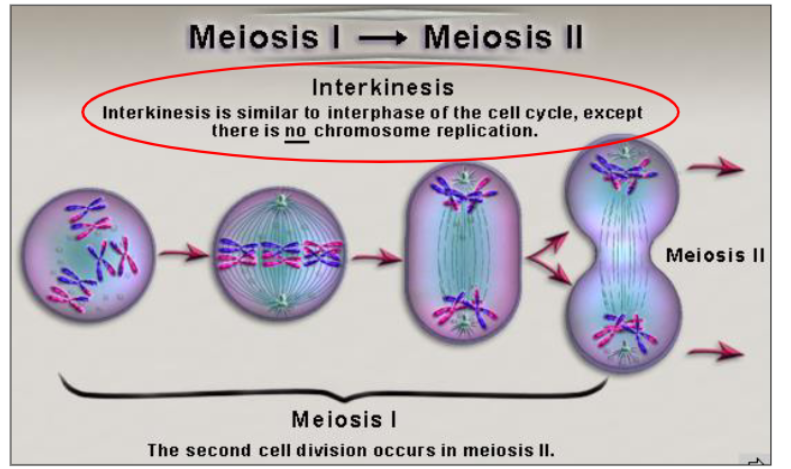 Meiosis I → Meiosis II
Interkinesis
Interkinesis is similar to interphase of the cell cycle, except
there is no chromosome replication.
Meiosis II
Meiosis I
The second cell division occurs in meiosis II.